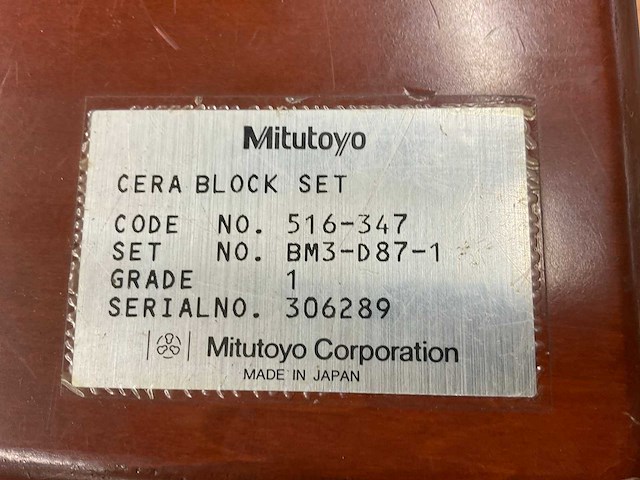 Mitutoyo
CERA BLOCK SET
CODE NO. 516-347
SET NO. BM3-D87-1
GRADE 1
SERIALNO. 306289
Mitutoyo Corporation
MADE IN JAPAN